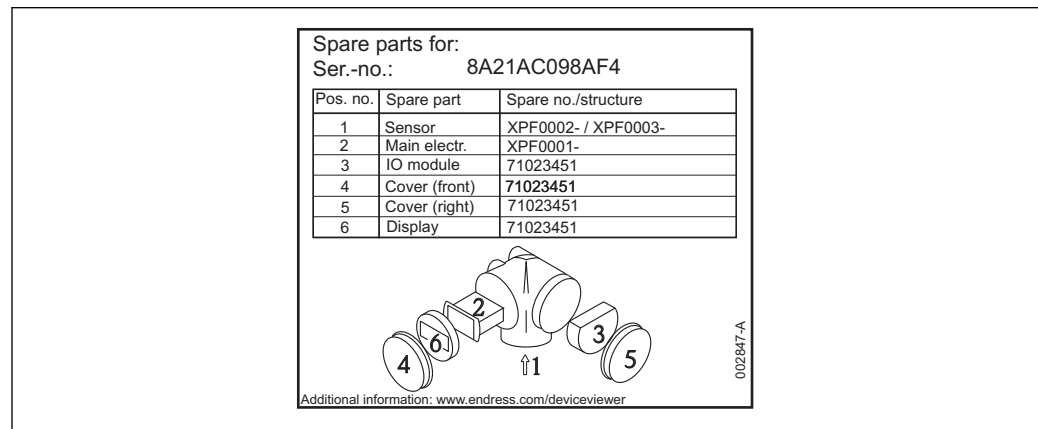 Spare parts for:
Ser.-no.: 8A21AC098AF4
Pos. no. Spare part Spare no./structure
1 Sensor XPF0002- / XPF0003-
2 Main electr. XPF0001-
3 IO module 71023451
4 Cover (front) 71023451
5 Cover (right) 71023451
6 Display 71023451
2
6
3
4
⇧1
5
002847-A
Additional information: www.endress.com/deviceviewer